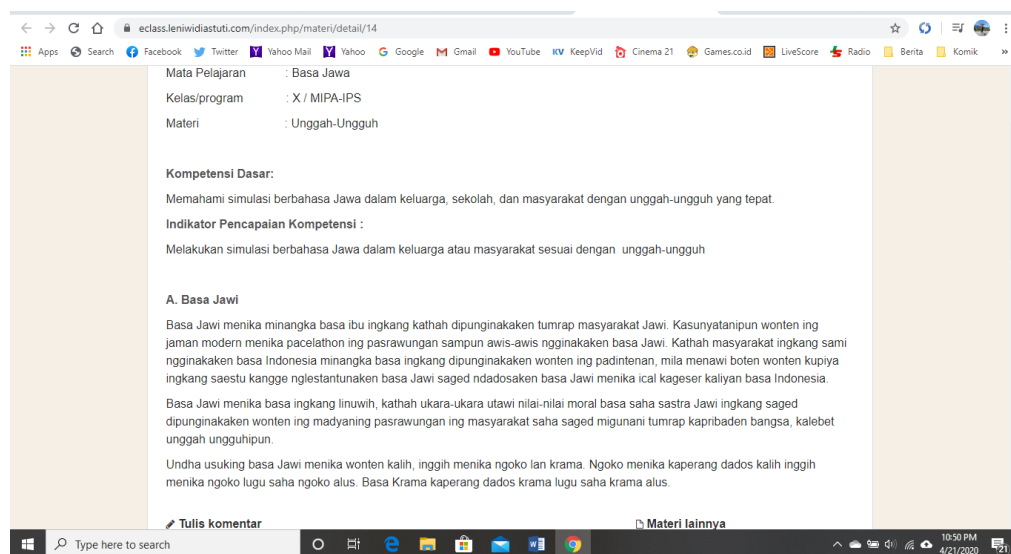 eclass.leniwidiastuti.com/index.php/materi/detail/14
Apps Search Facebook Twitter Yahoo Mail Yahoo Google Gmail YouTube KV KeepVid Cinema 21 Games.co.id LiveScore Radio Berita Komik »
Mata Pelajaran : Basa Jawa
Kelas/program : X / MIPA-IPS
Materi : Unggah-Ungguh
Kompetensi Dasar:
Memahami simulasi berbahasa Jawa dalam keluarga, sekolah, dan masyarakat dengan unggah-ungguh yang tepat.
Indikator Pencapaian Kompetensi :
Melakukan simulasi berbahasa Jawa dalam keluarga atau masyarakat sesuai dengan unggah-ungguh
A. Basa Jawi
Basa Jawi menika minangka basa ibu ingkang kathah dipunginakaken tumrap masyarakat Jawi. Kasunyatanipun wonten ing
jaman modern menika pacelathon ing pasrawungan sampun awis-awis ngginakaken basa Jawi. Kathah masyarakat ingkang sami
ngginakaken basa Indonesia minangka basa ingkang dipunginakaken wonten ing padintenan, mila menawi boten wonten kupiya
ingkang saestu kangge nglestantunaken basa Jawi saged ndadosaken basa Jawi menika ical kageser kaliyan basa Indonesia.
Basa Jawi menika basa ingkang linuwih, kathah ukara-ukara utawi nilai-nilai moral basa saha sastra Jawi ingkang saged
dipunginakaken wonten ing madyaning pasrawungan ing masyarakat saha saged migunani tumrap kapribaden bangsa, kalebet
unggah ungguhipun.
Undha usuking basa Jawi menika wonten kalih, inggih menika ngoko lan krama. Ngoko menika kaperang dados kalih inggih
menika ngoko lugu saha ngoko alus. Basa Krama kaperang dados krama lugu saha krama alus.
Tulis komentar
Materi lainnya
Type here to search
10:50 PM
4/21/2020
21